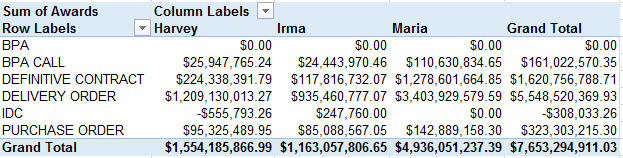 Sum of Awards Column Labels
Row Labels Harvey Irma Maria Grand Total
BPA $0.00 $0.00 $0.00 $0.00
BPA CALL $25,947,765.24 $24,443,970.46 $110,630,834.65 $161,022,570.35
DEFINITIVE CONTRACT $224,338,391.79 $117,816,732.07 $1,278,601,664.85 $1,620,756,788.71
DELIVERY ORDER $1,209,130,013.27 $935,460,777.07 $3,403,929,579.59 $5,548,520,369.93
IDC -$555,793.26 $247,760.00 $0.00 -$308,033.26
PURCHASE ORDER $95,325,489.95 $85,088,567.05 $142,889,158.30 $323,303,215.30
Grand Total $1,554,185,866.99 $1,163,057,806.65 $4,936,051,237.39 $7,653,294,911.03